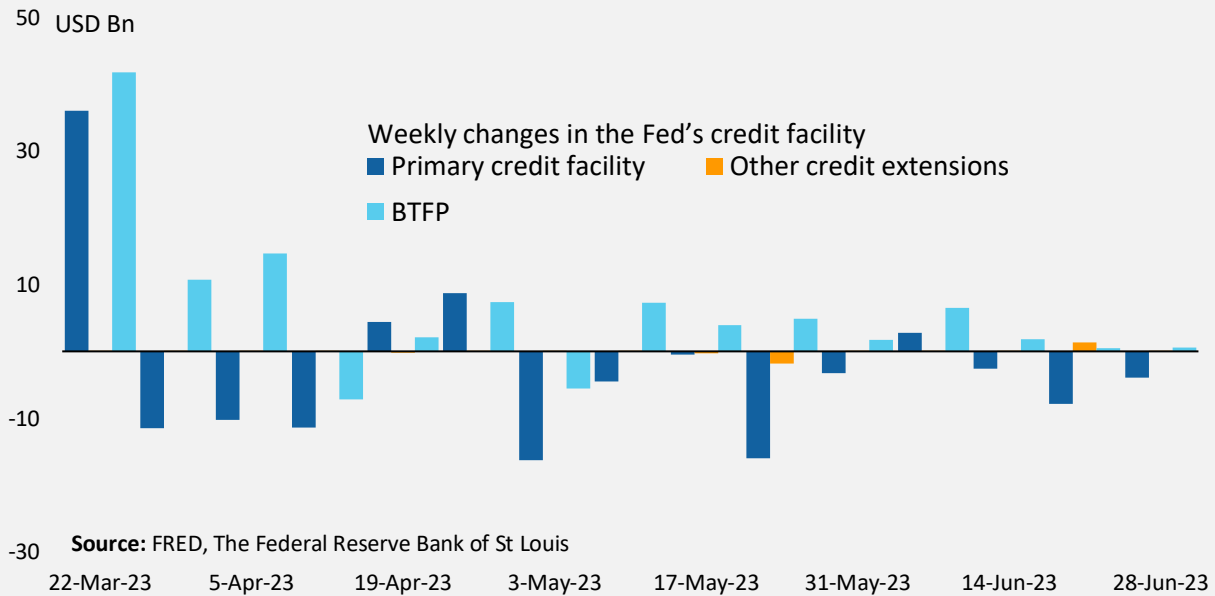 50
USD Bn
30
Weekly changes in the Fed’s credit facility
Primary credit facility
Other credit extensions
BTFP
10
-10
-30
Source: FRED, The Federal Reserve Bank of St Louis
22-Mar-23 5-Apr-23 19-Apr-23 3-May-23 17-May-23 31-May-23 14-Jun-23 28-Jun-23